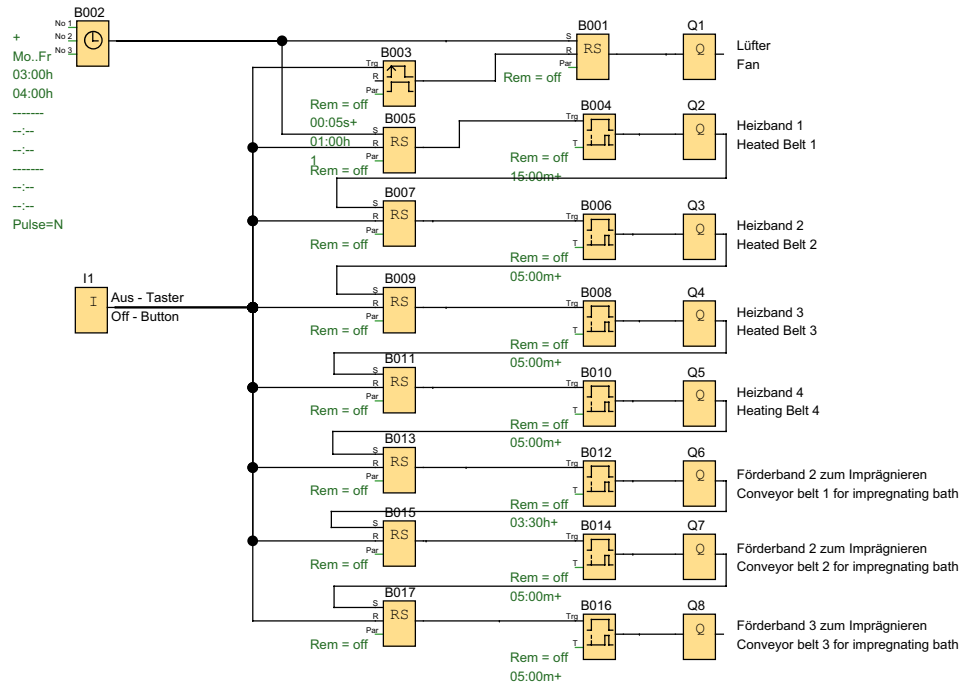 B002
No 1
No 2
No 3
+
Mo..Fr
03:00h
04:00h
-------
--:--
--:--
-------
--:--
--:--
Pulse=N
B001
S
R
Par
RS
Rem = off
Q1
Q
Lüfter
Fan
B003
Trg
R
Par
Rem = off
00:05s+
01:00h
1
B005
S
R
Par
RS
Rem = off
B004
Trg
T
Rem = off
15:00m+
Q2
Q
Heizband 1
Heated Belt 1
B007
S
R
Par
RS
Rem = off
B006
Trg
T
Rem = off
05:00m+
Q3
Q
Heizband 2
Heated Belt 2
I1
I
Aus - Taster
Off - Button
B009
S
R
Par
RS
Rem = off
B008
Trg
T
Rem = off
05:00m+
Q4
Q
Heizband 3
Heated Belt 3
B011
S
R
Par
RS
Rem = off
B010
Trg
T
Rem = off
05:00m+
Q5
Q
Heizband 4
Heating Belt 4
B013
S
R
Par
RS
Rem = off
B012
Trg
T
Rem = off
03:30h+
Q6
Q
Förderband 2 zum Imprägnieren
Conveyor belt 1 for impregnating bath
B015
S
R
Par
RS
Rem = off
B014
Trg
T
Rem = off
05:00m+
Q7
Q
Förderband 2 zum Imprägnieren
Conveyor belt 2 for impregnating bath
B017
S
R
Par
RS
Rem = off
B016
Trg
T
Rem = off
05:00m+
Q8
Q
Förderband 3 zum Imprägnieren
Conveyor belt 3 for impregnating bath